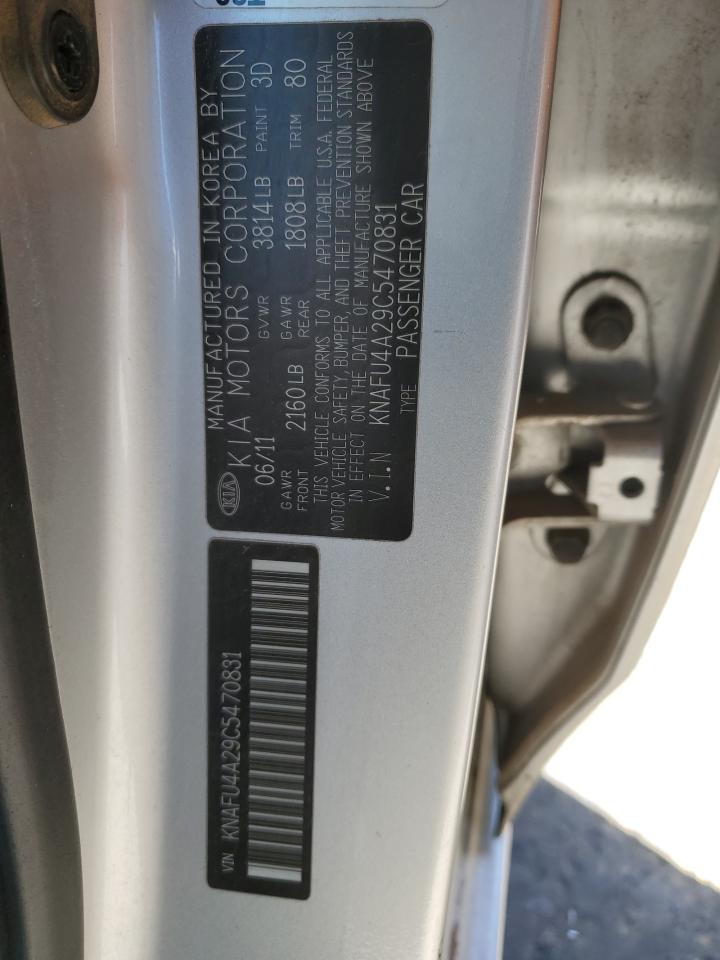 KIA
MANUFACTURED IN KOREA BY
KIA MOTORS CORPORATION
06/11 GVWR 3814LB PAINT 3D
GAWR FRONT 2160LB GAWR REAR 1808LB TRIM 80
THIS VEHICLE CONFORMS TO ALL APPLICABLE U.S.A. FEDERAL
MOTOR VEHICLE SAFETY, BUMPER, AND THEFT PREVENTION STANDARDS
IN EFFECT ON THE DATE OF MANUFACTURE SHOWN ABOVE
V.I.N KNAFU4A29C5470831
TYPE PASSENGER CAR
VIN KNAFU4A29C5470831